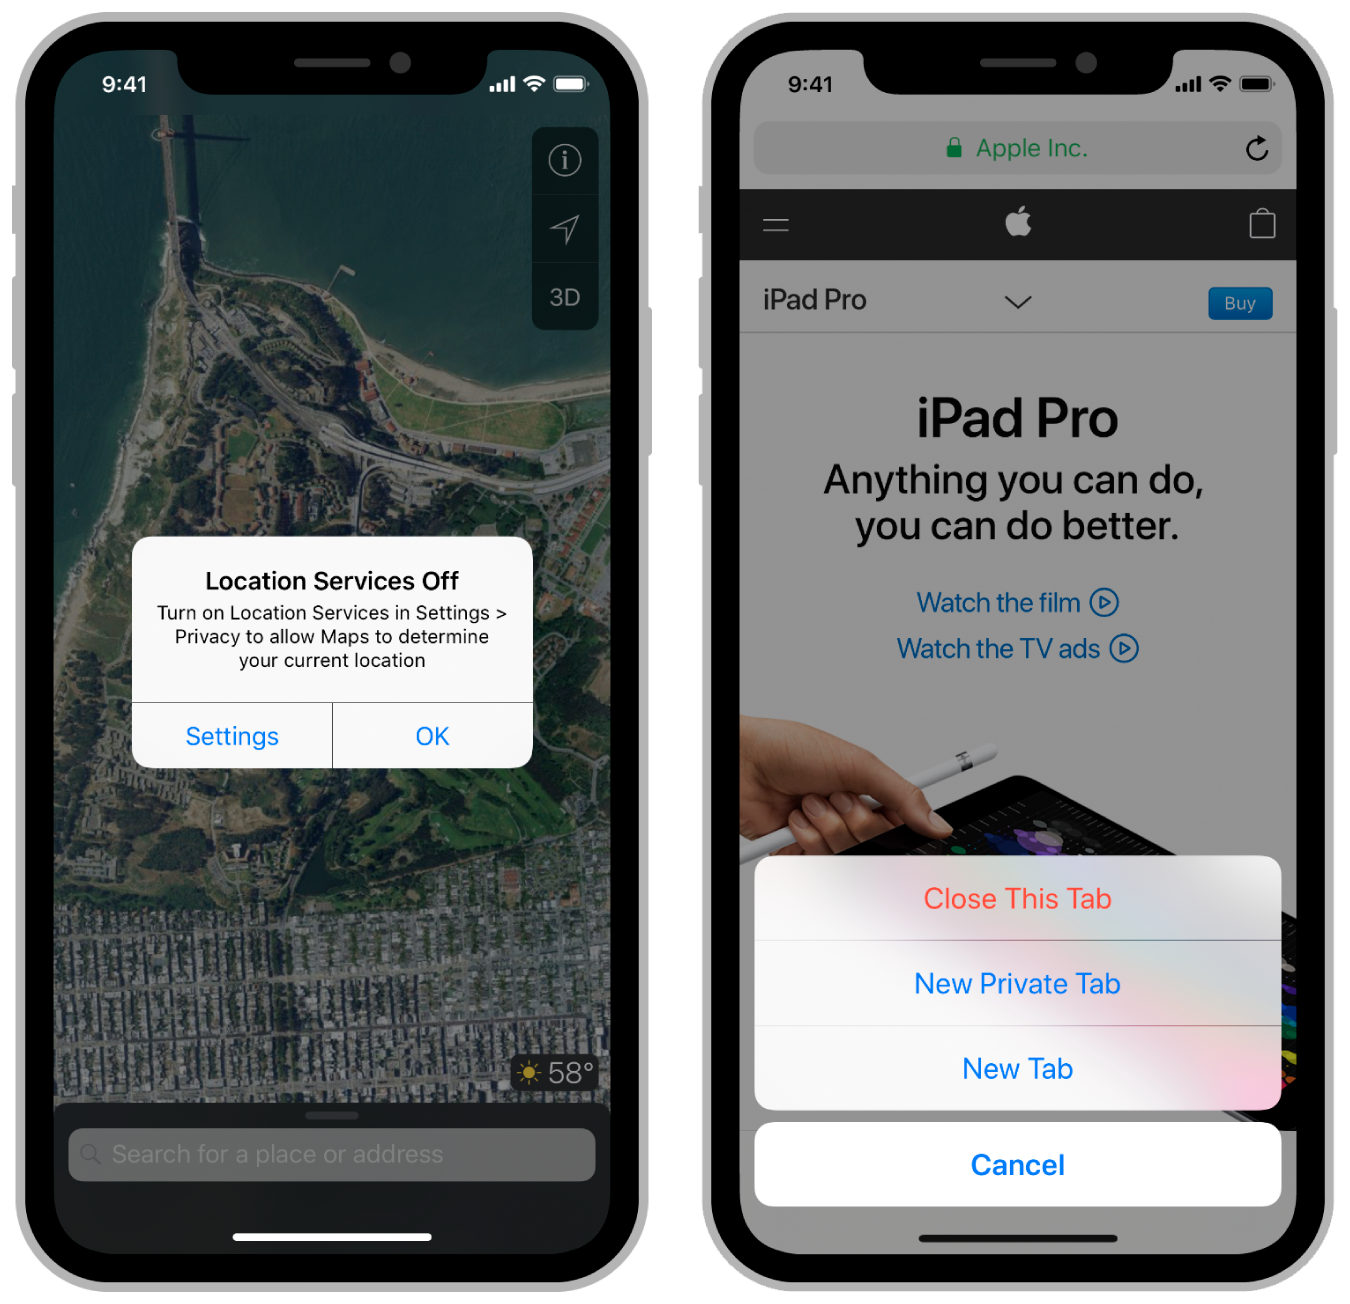 9:41
3D
Location Services Off
Turn on Location Services in Settings >
Privacy to allow Maps to determine
your current location
Settings
OK
58°
Search for a place or address
9:41
Apple Inc.
iPad Pro
Buy
iPad Pro
Anything you can do,
you can do better.
Watch the film
Watch the TV ads
Close This Tab
New Private Tab
New Tab
Cancel